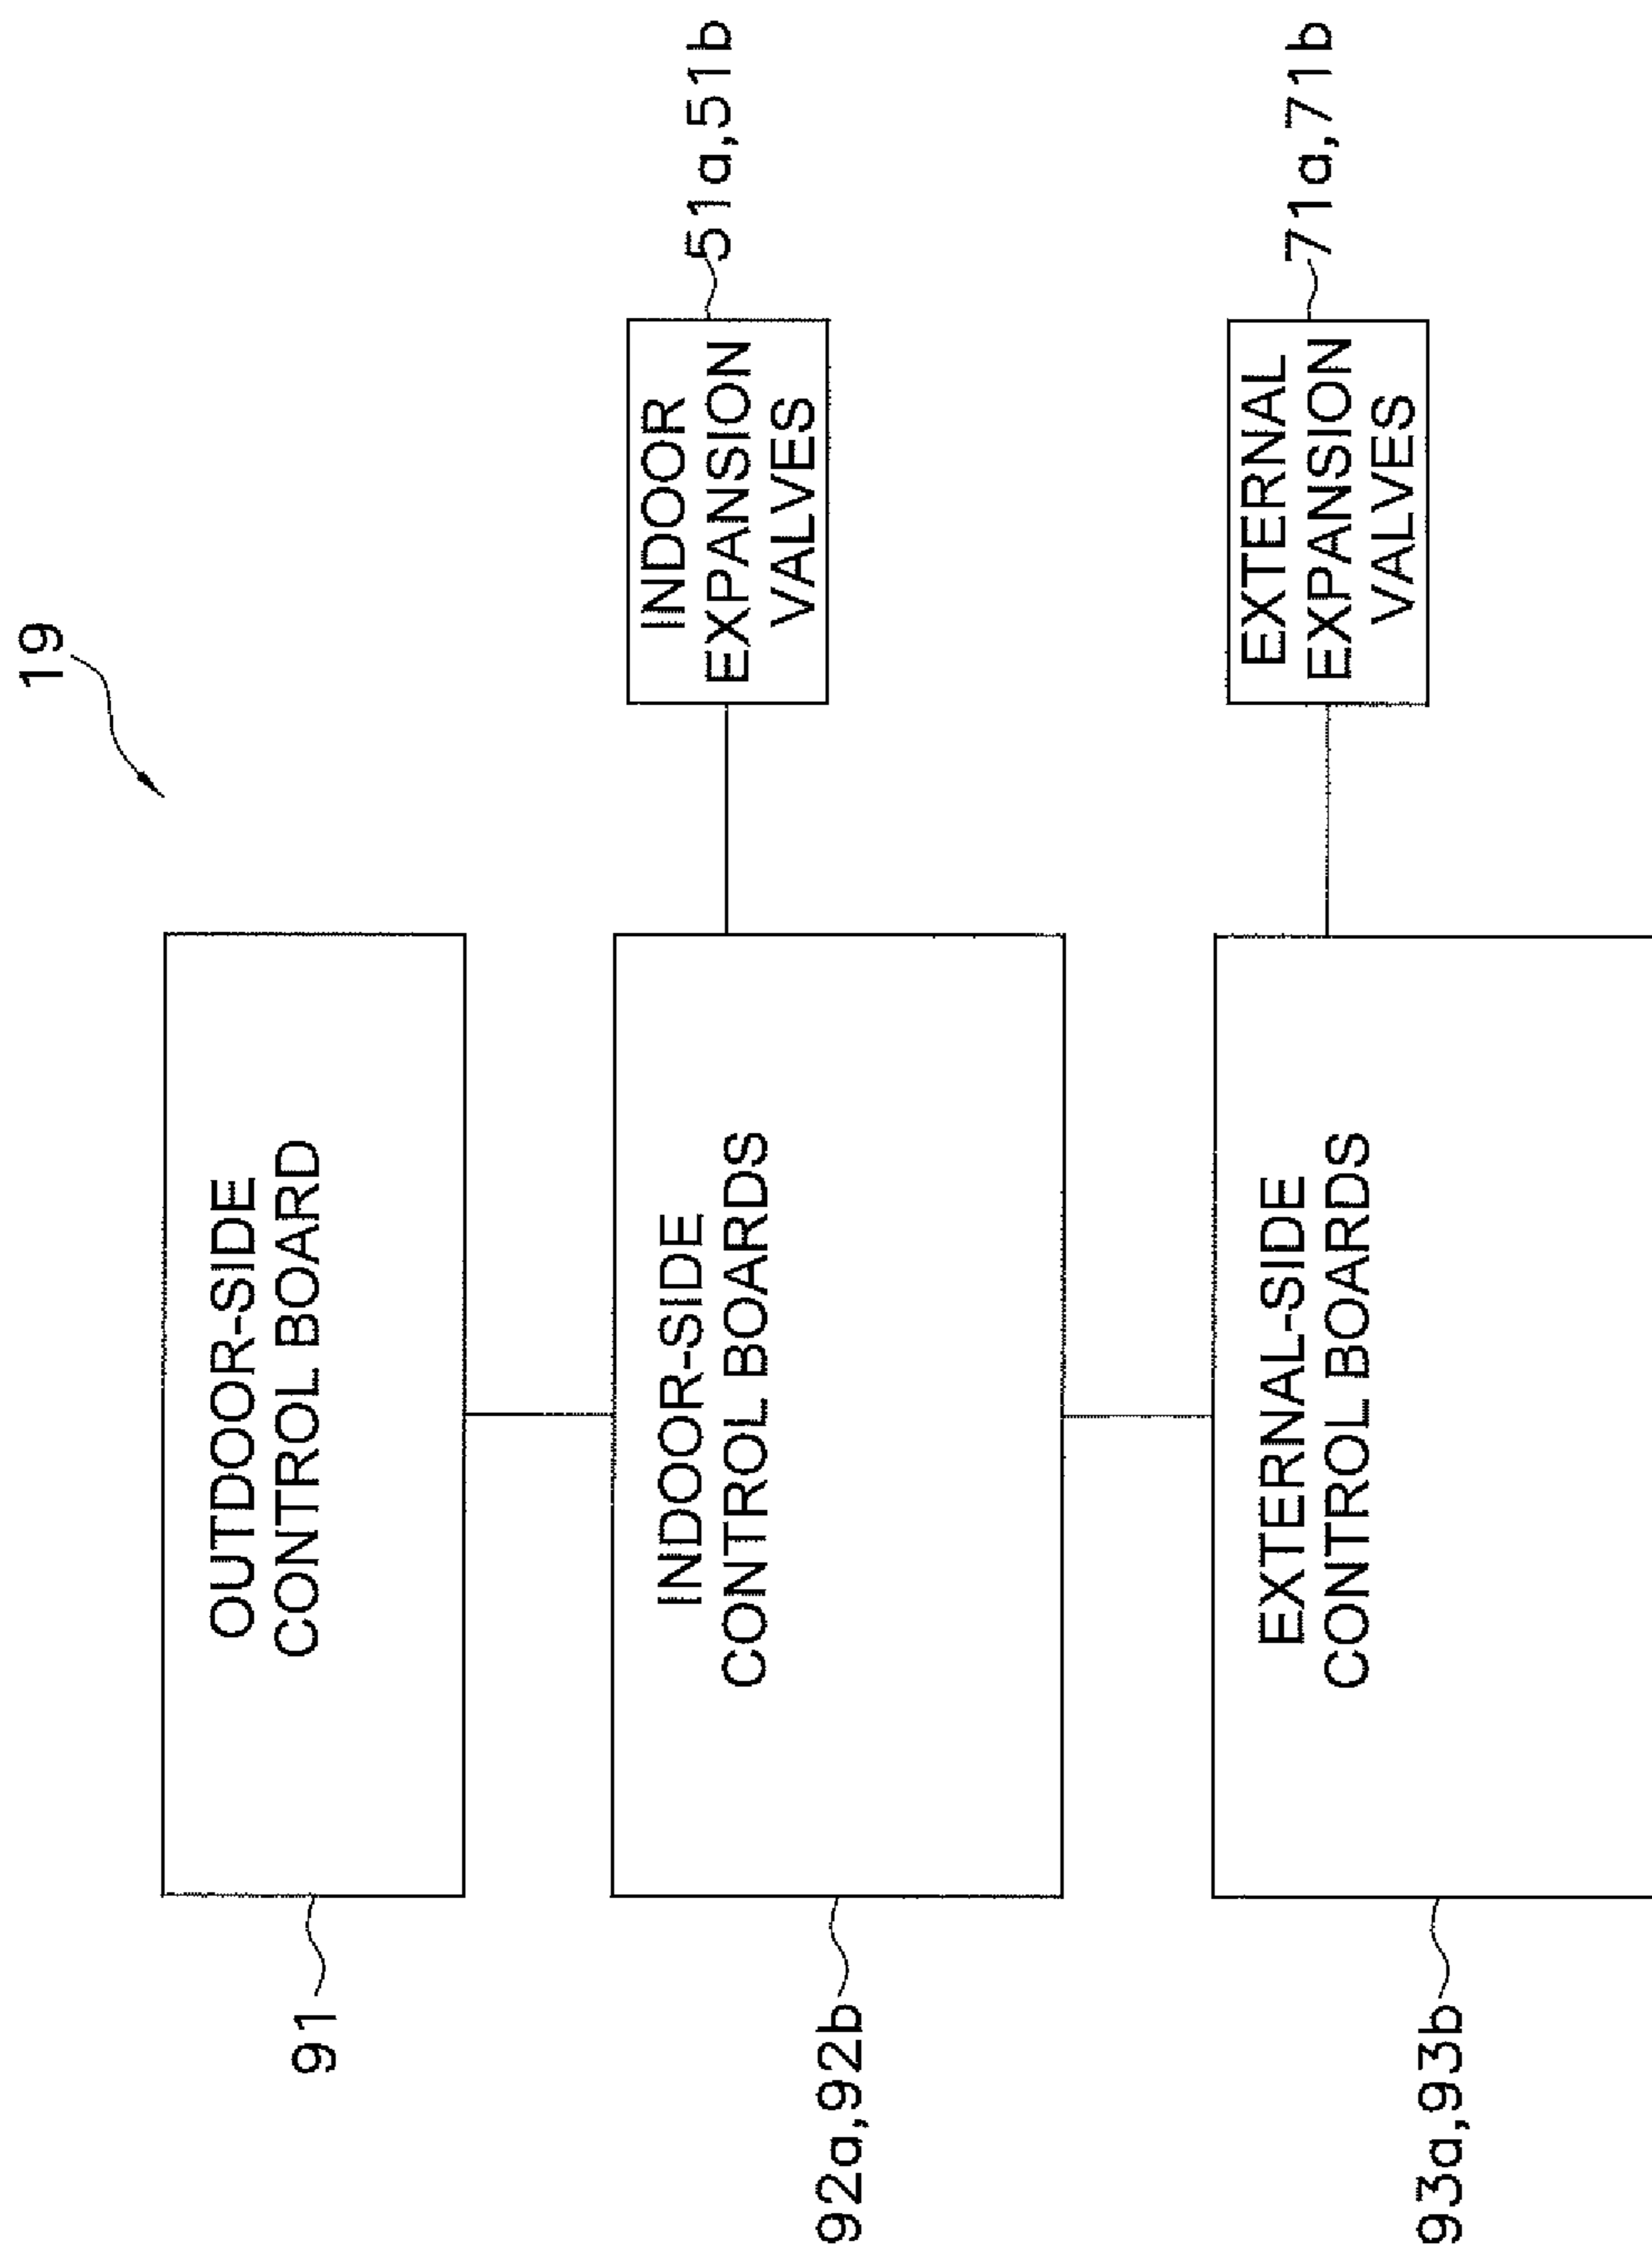 19
91
OUTDOOR-SIDE
CONTROL BOARD
92a,92b
INDOOR-SIDE
CONTROL BOARDS
INDOOR
EXPANSION
VALVES
51a,51b
93a,93b
EXTERNAL-SIDE
CONTROL BOARDS
EXTERNAL
EXPANSION
VALVES
71a,71b